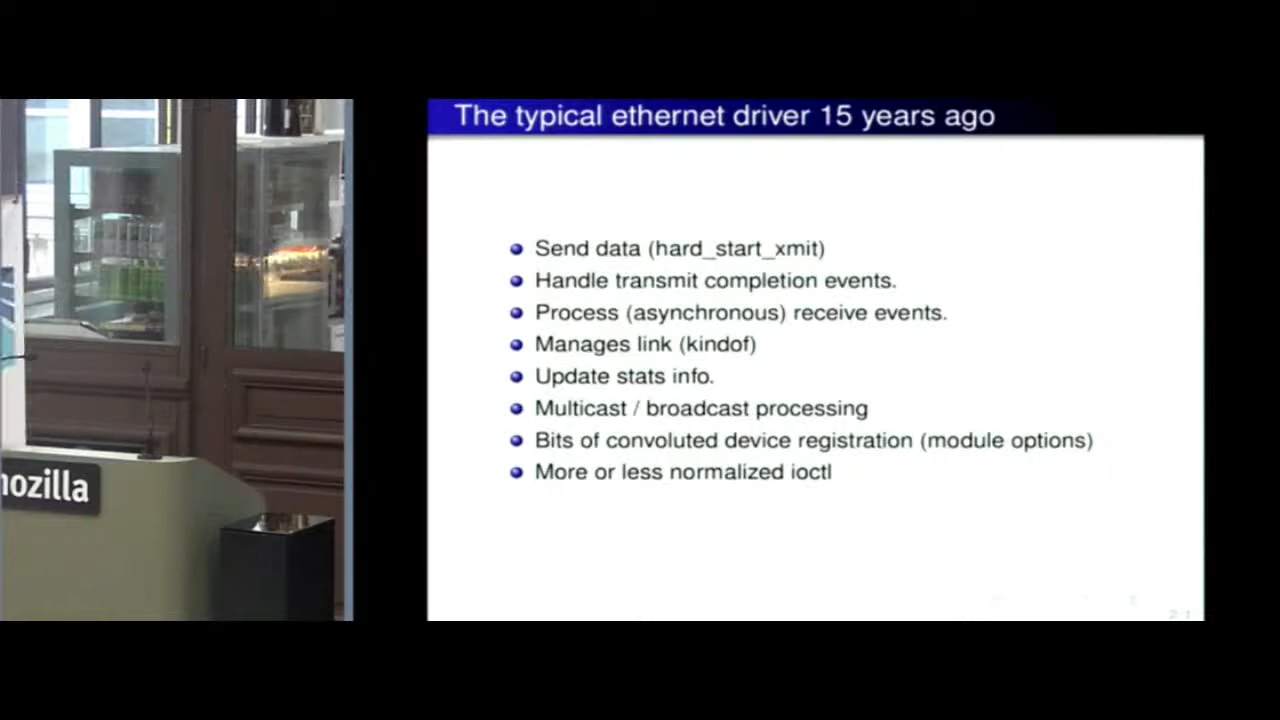 The typical ethernet driver 15 years ago
Send data (hard_start_xmit)
Handle transmit completion events.
Process (asynchronous) receive events.
Manages link (kindof)
Update stats info.
Multicast / broadcast processing
Bits of convoluted device registration (module options)
More or less normalized ioctl
mozilla